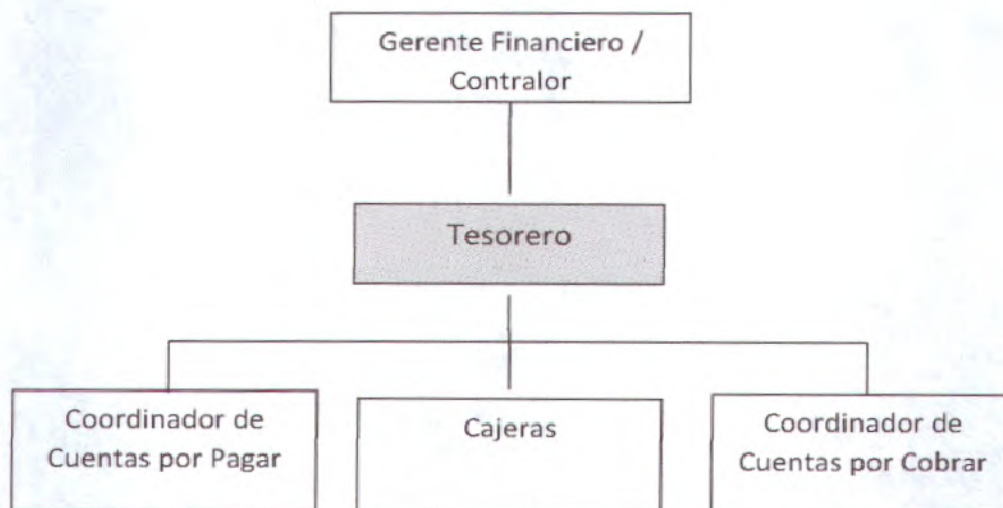 Gerente Financiero /
Contralor
Tesorero
Coordinador de
Cuentas por Pagar
Cajeras
Coordinador de
Cuentas por Cobrar